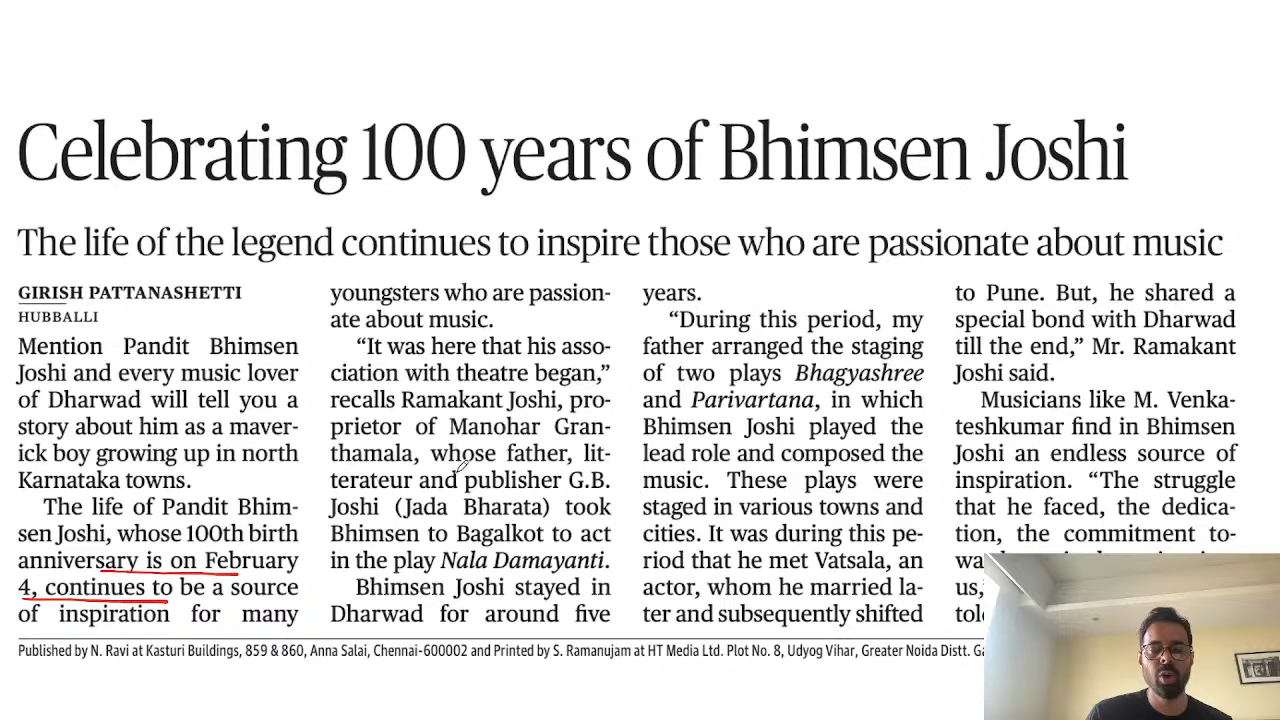 Celebrating 100 years of Bhimsen Joshi
The life of the legend continues to inspire those who are passionate about music
GIRISH PATTANASHETTI
HUBBALLI
Mention Pandit Bhimsen
Joshi and every music lover
of Dharwad will tell you a
story about him as a maver-
ick boy growing up in north
Karnataka towns.
The life of Pandit Bhim-
sen Joshi, whose 100th birth
anniversary is on February
4, continues to be a source
of inspiration for many
youngsters who are passion-
ate about music.
“It was here that his asso-
ciation with theatre began,”
recalls Ramakant Joshi, pro-
prietor of Manohar Gran-
thamala, whose father, lit-
terateur and publisher G.B.
Joshi (Jada Bharata) took
Bhimsen to Bagalkot to act
in the play Nala Damayanti.
Bhimsen Joshi stayed in
Dharwad for around five
years.
“During this period, my
father arranged the staging
of two plays Bhagyashree
and Parivartana, in which
Bhimsen Joshi played the
lead role and composed the
music. These plays were
staged in various towns and
cities. It was during this pe-
riod that he met Vatsala, an
actor, whom he married la-
ter and subsequently shifted
to Pune. But, he shared a
special bond with Dharwad
till the end,” Mr. Ramakant
Joshi said.
Musicians like M. Venka-
teshkumar find in Bhimsen
Joshi an endless source of
inspiration. “The struggle
that he faced, the dedica-
tion, the commitment to-
us,
Published by N. Ravi at Kasturi Buildings, 859 & 860, Anna Salai, Chennai-600002 and Printed by S. Ramanujam at HT Media Ltd. Plot No. 8, Udyog Vihar, Greater Noida Distt.